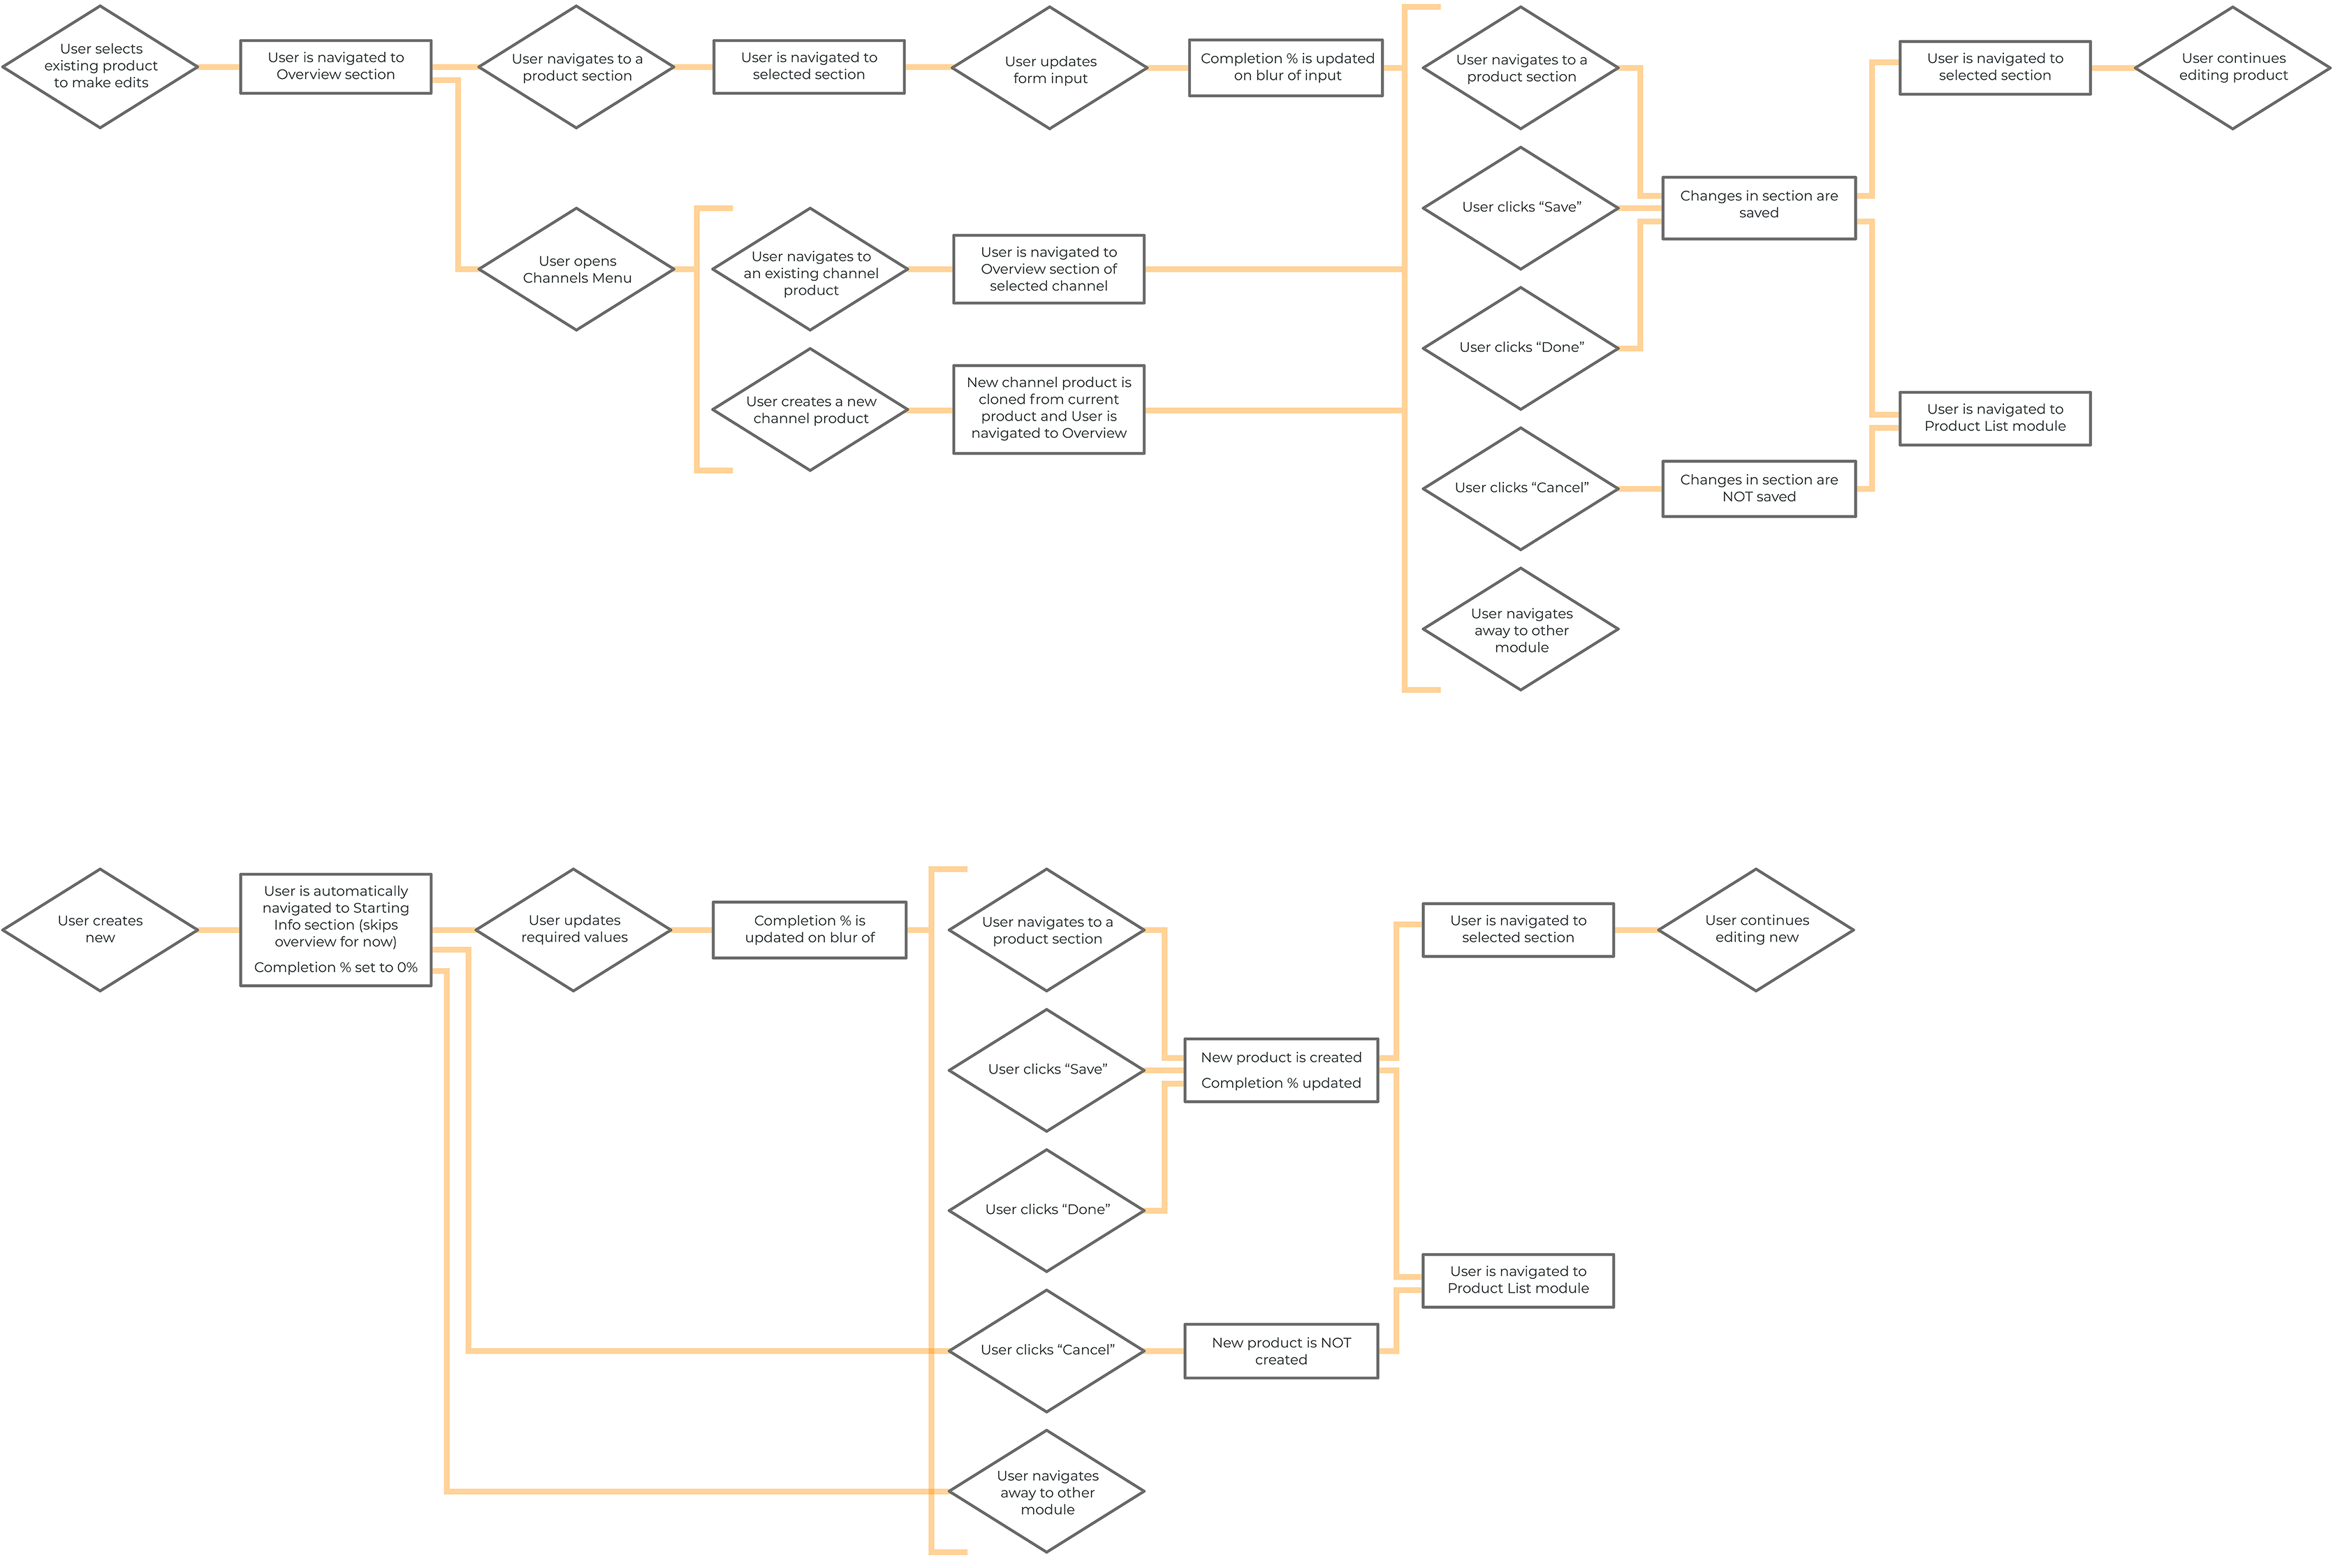 User selects
existing product
to make edits
User is navigated to
Overview section
User navigates to a
product section
User is navigated to
selected section
User updates
form input
Completion % is updated
on blur of input
User navigates to a
product section
User is navigated to
selected section
User continues
editing product
User clicks “Save”
Changes in section are
saved
User opens
Channels Menu
User navigates to
an existing channel
product
User is navigated to
Overview section of
selected channel
User clicks “Done”
User creates a new
channel product
New channel product is
cloned from current
product and User is
navigated to Overview
User is navigated to
Product List module
User clicks “Cancel”
Changes in section are
NOT saved
User navigates
away to other
module
User creates
new
User is automatically
navigated to Starting
Info section (skips
overview for now)
Completion % set to 0%
User updates
required values
Completion % is
updated on blur of
User navigates to a
product section
User is navigated to
selected section
User continues
editing new
User clicks “Save”
New product is created
Completion % updated
User clicks “Done”
User is navigated to
Product List module
User clicks “Cancel”
New product is NOT
created
User navigates
away to other
module